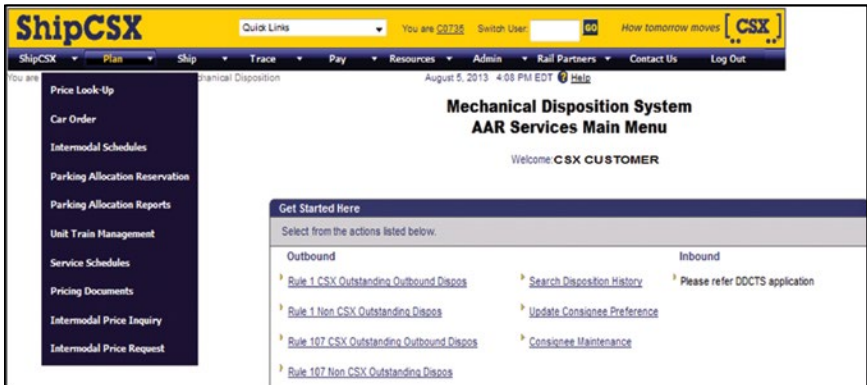 ShipCSX
Quick Links
You are C0735 Switch User: GO
How tomorrow moves [CSX]
ShipCSX Plan Ship Trace Pay Resources Admin Rail Partners Contact Us Log Out
You are
chanical Disposition
August 5, 2013 4:08 PM EDT ? Help
Price Look-Up
Car Order
Intermodal Schedules
Parking Allocation Reservation
Parking Allocation Reports
Unit Train Management
Service Schedules
Pricing Documents
Intermodal Price Inquiry
Intermodal Price Request
Mechanical Disposition System
AAR Services Main Menu
Welcome:CSX CUSTOMER
Get Started Here
Select from the actions listed below.
Outbound
Rule 1 CSX Outstanding Outbound Dispos
Rule 1 Non CSX Outstanding Dispos
Rule 107 CSX Outstanding Outbound Dispos
Rule 107 Non CSX Outstanding Dispos
Search Disposition History
Update Consignee Preference
Consignee Maintenance
Inbound
Please refer DDCTS application